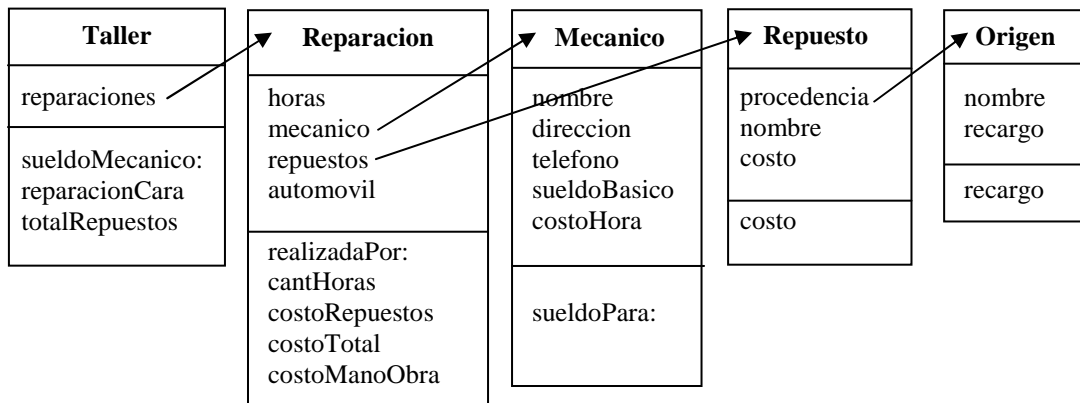 Taller
reparaciones
sueldoMecanico:
reparacionCara
totalRepuestos
Reparacion
horas
mecanico
repuestos
automovil
realizadaPor:
cantHoras
costoRepuestos
costoTotal
costoManoObra
Mecanico
nombre
direccion
telefono
sueldoBasico
costoHora
sueldoPara:
Repuesto
procedencia
nombre
costo
costo
Origen
nombre
recargo
recargo